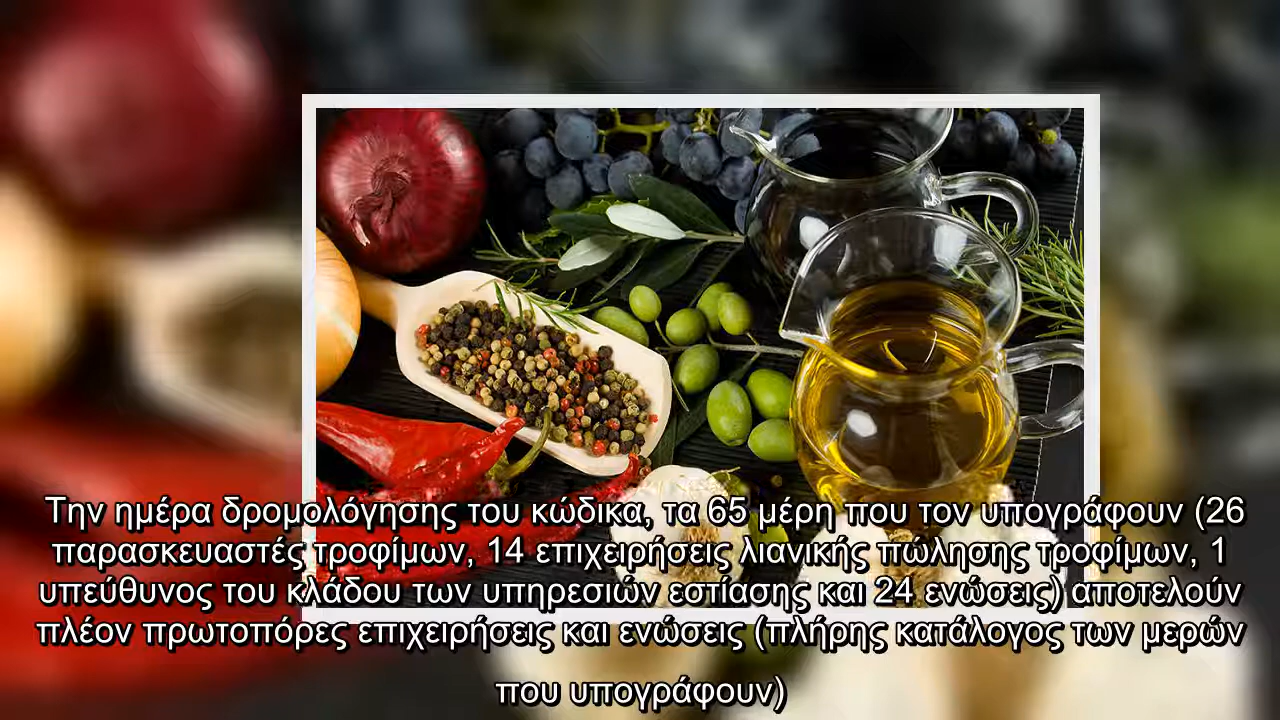 Την ημέρα δρομολόγησης του κώδικα, τα 65 μέρη που τον υπογράφουν (26
παρασκευαστές τροφίμων, 14 επιχειρήσεις λιανικής πώλησης τροφίμων, 1
υπεύθυνος του κλάδου των υπηρεσιών εστίασης και 24 ενώσεις) αποτελούν
πλέον πρωτοπόρες επιχειρήσεις και ενώσεις (πλήρης κατάλογος των μερών
που υπογράφουν)